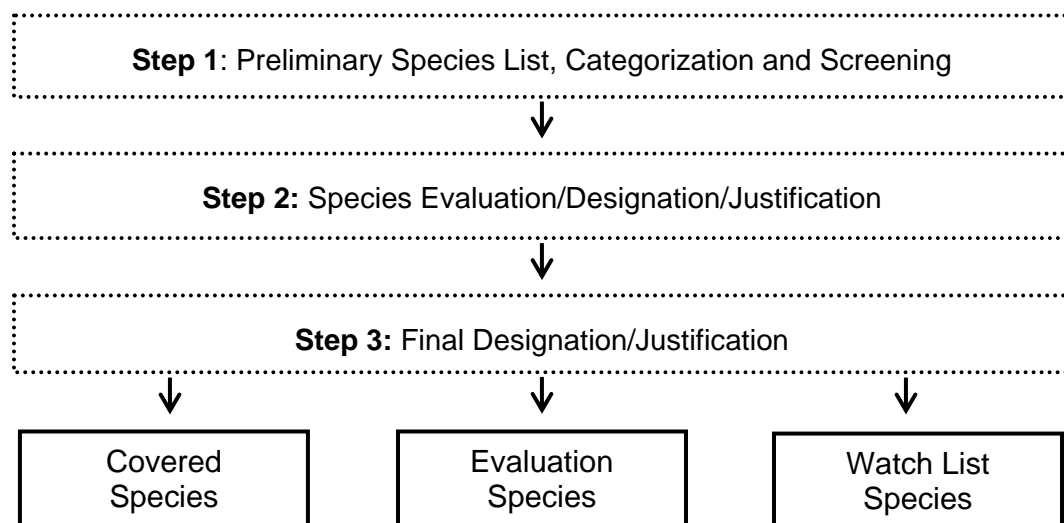 Step 1: Preliminary Species List, Categorization and Screening
Step 2: Species Evaluation/Designation/Justification
Step 3: Final Designation/Justification
Covered
Species
Evaluation
Species
Watch List
Species